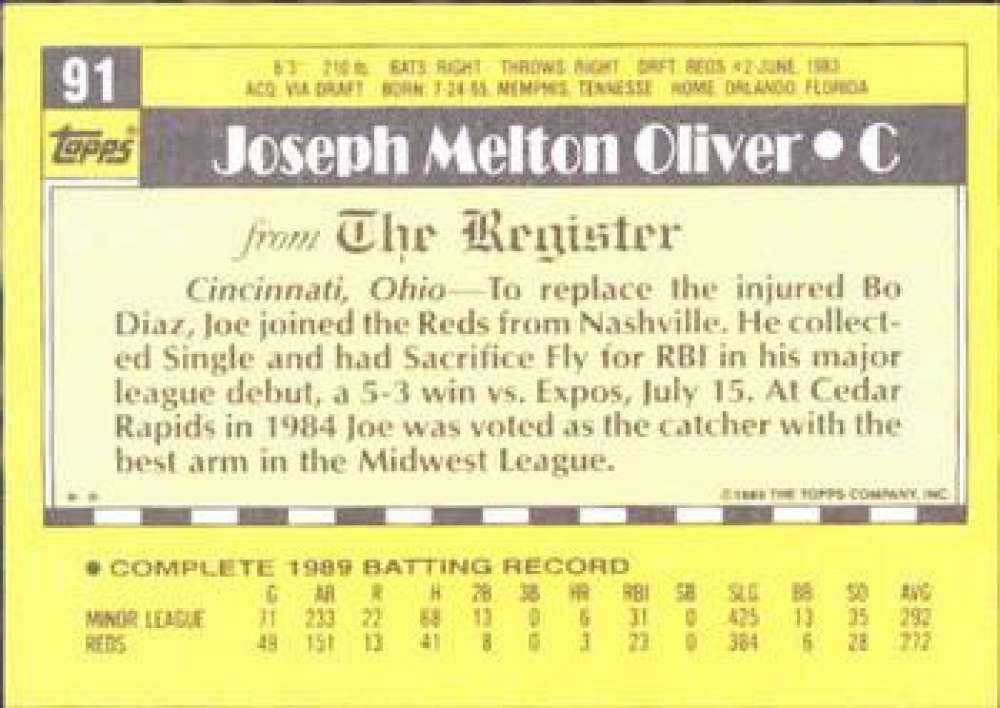 91
6'3" 210 lb. BATS: RIGHT THROWS: RIGHT DRFT: REDS #2-JUNE, 1983
ACQ: VIA DRAFT BORN: 7-24-65, MEMPHIS, TENNESSEE HOME: ORLANDO, FLORIDA
Topps®
Joseph Melton Oliver • C
from The Register
Cincinnati, Ohio—To replace the injured Bo
Diaz, Joe joined the Reds from Nashville. He collect-
ed Single and had Sacrifice Fly for RBI in his major
league debut, a 5-3 win vs. Expos, July 15. At Cedar
Rapids in 1984 Joe was voted as the catcher with the
best arm in the Midwest League.
* * ©1989 THE TOPPS COMPANY, INC.
• COMPLETE 1989 BATTING RECORD
G AB R H 2B 3B HR RBI SB SLG BB SO AVG
MINOR LEAGUE 71 233 22 68 13 0 6 31 0 .425 13 35 .292
REDS 49 151 13 41 8 0 3 23 0 .384 6 28 .272